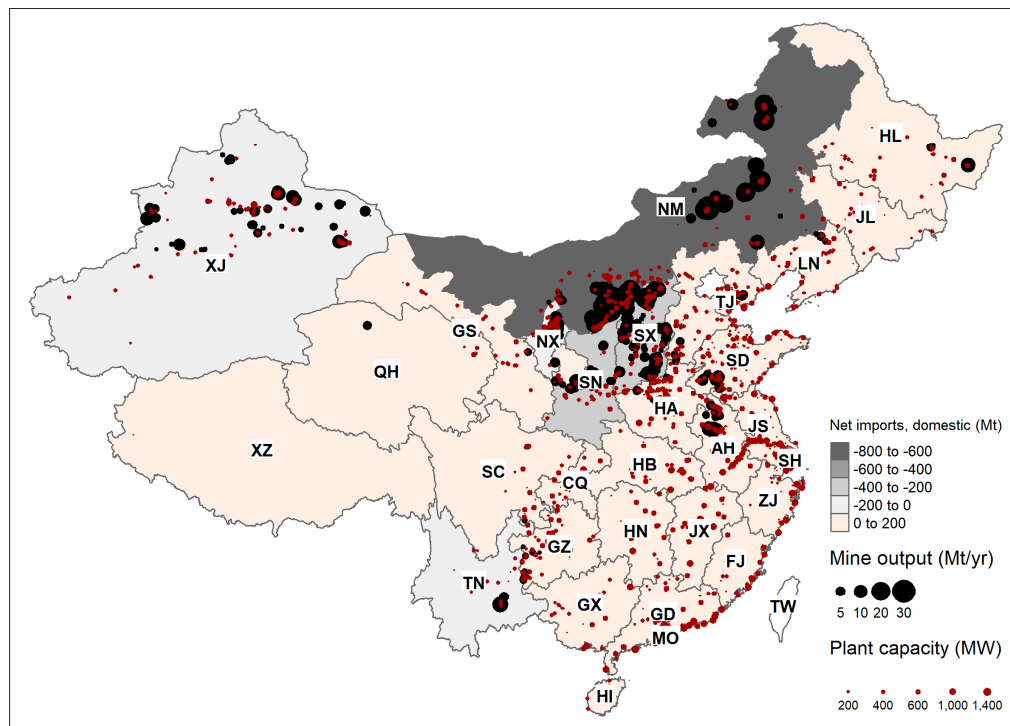 HL
NM
JL
XJ
LN
TJ
GS
NX
SX
SD
QH
SN
HA
JS
AH
XZ
SC
HB
SH
CQ
ZJ
GZ
HN
JX
FJ
TN
GX
GD
TW
MO
HI
Net imports, domestic (Mt)
-800 to -600
-600 to -400
-400 to -200
-200 to 0
0 to 200
Mine output (Mt/yr)
5 10 20 30
Plant capacity (MW)
200 400 600 1,000 1,400